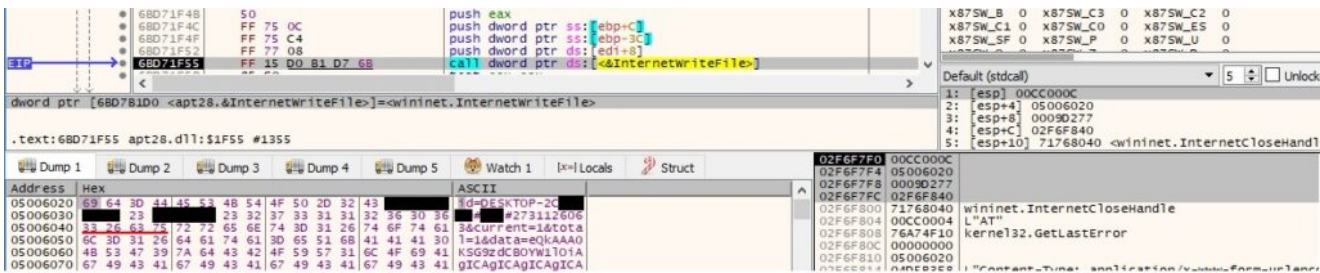 6BD71F4B 50 push eax
6BD71F4C FF 75 0C push dword ptr ss:[ebp+C]
6BD71F4F FF 75 C4 push dword ptr ss:[ebp-3C]
6BD71F52 FF 77 08 push dword ptr ds:[edi+8]
EIP 6BD71F55 FF 15 D0 B1 D7 6B call dword ptr ds:[<&InternetWriteFile>]
dword ptr [6BD7B1D0 <apt28.&InternetWriteFile>]=<wininet.InternetWriteFile>
.text:6BD71F55 apt28.dll:$1F55 #1355
x87SW_B 0 x87SW_C3 0 x87SW_C2 0
x87SW_C1 0 x87SW_C0 0 x87SW_ES 0
x87SW_SF 0 x87SW_P 0 x87SW_U 0
Default (stdcall) 5 Unlock
1: [esp] 00CC000C
2: [esp+4] 05006020
3: [esp+8] 0009D277
4: [esp+C] 02F6F840
5: [esp+10] 71768040 <wininet.InternetCloseHandl
Dump 1 Dump 2 Dump 3 Dump 4 Dump 5 Watch 1 [x=] Locals Struct
Address Hex ASCII
05006020 69 64 3D 44 45 53 4B 54 4F 50 2D 32 43 id=DESKTOP-2C
05006030 23 23 32 37 33 31 31 32 36 30 36 # #273112606
05006040 33 26 63 75 72 72 65 6E 74 3D 31 26 74 6F 74 61 3&current=1&tota
05006050 6C 3D 31 26 64 61 74 61 3D 65 51 6B 41 41 41 30 l=1&data=eQkAAA0
05006060 4B 53 47 39 7A 64 43 42 4F 59 57 31 6C 4F 69 41 KSG9zdCBOYW1lOiA
05006070 67 49 43 41 67 49 43 41 67 49 43 41 67 49 43 41 gICAgICAgICAgICA
02F6F7F0 00CC000C
02F6F7F4 05006020
02F6F7F8 0009D277
02F6F7FC 02F6F840
02F6F800 71768040 wininet.InternetCloseHandle
02F6F804 00CC0004 L"AT"
02F6F808 76A74F10 kernel32.GetLastError
02F6F80C 00000000
02F6F810 05006020